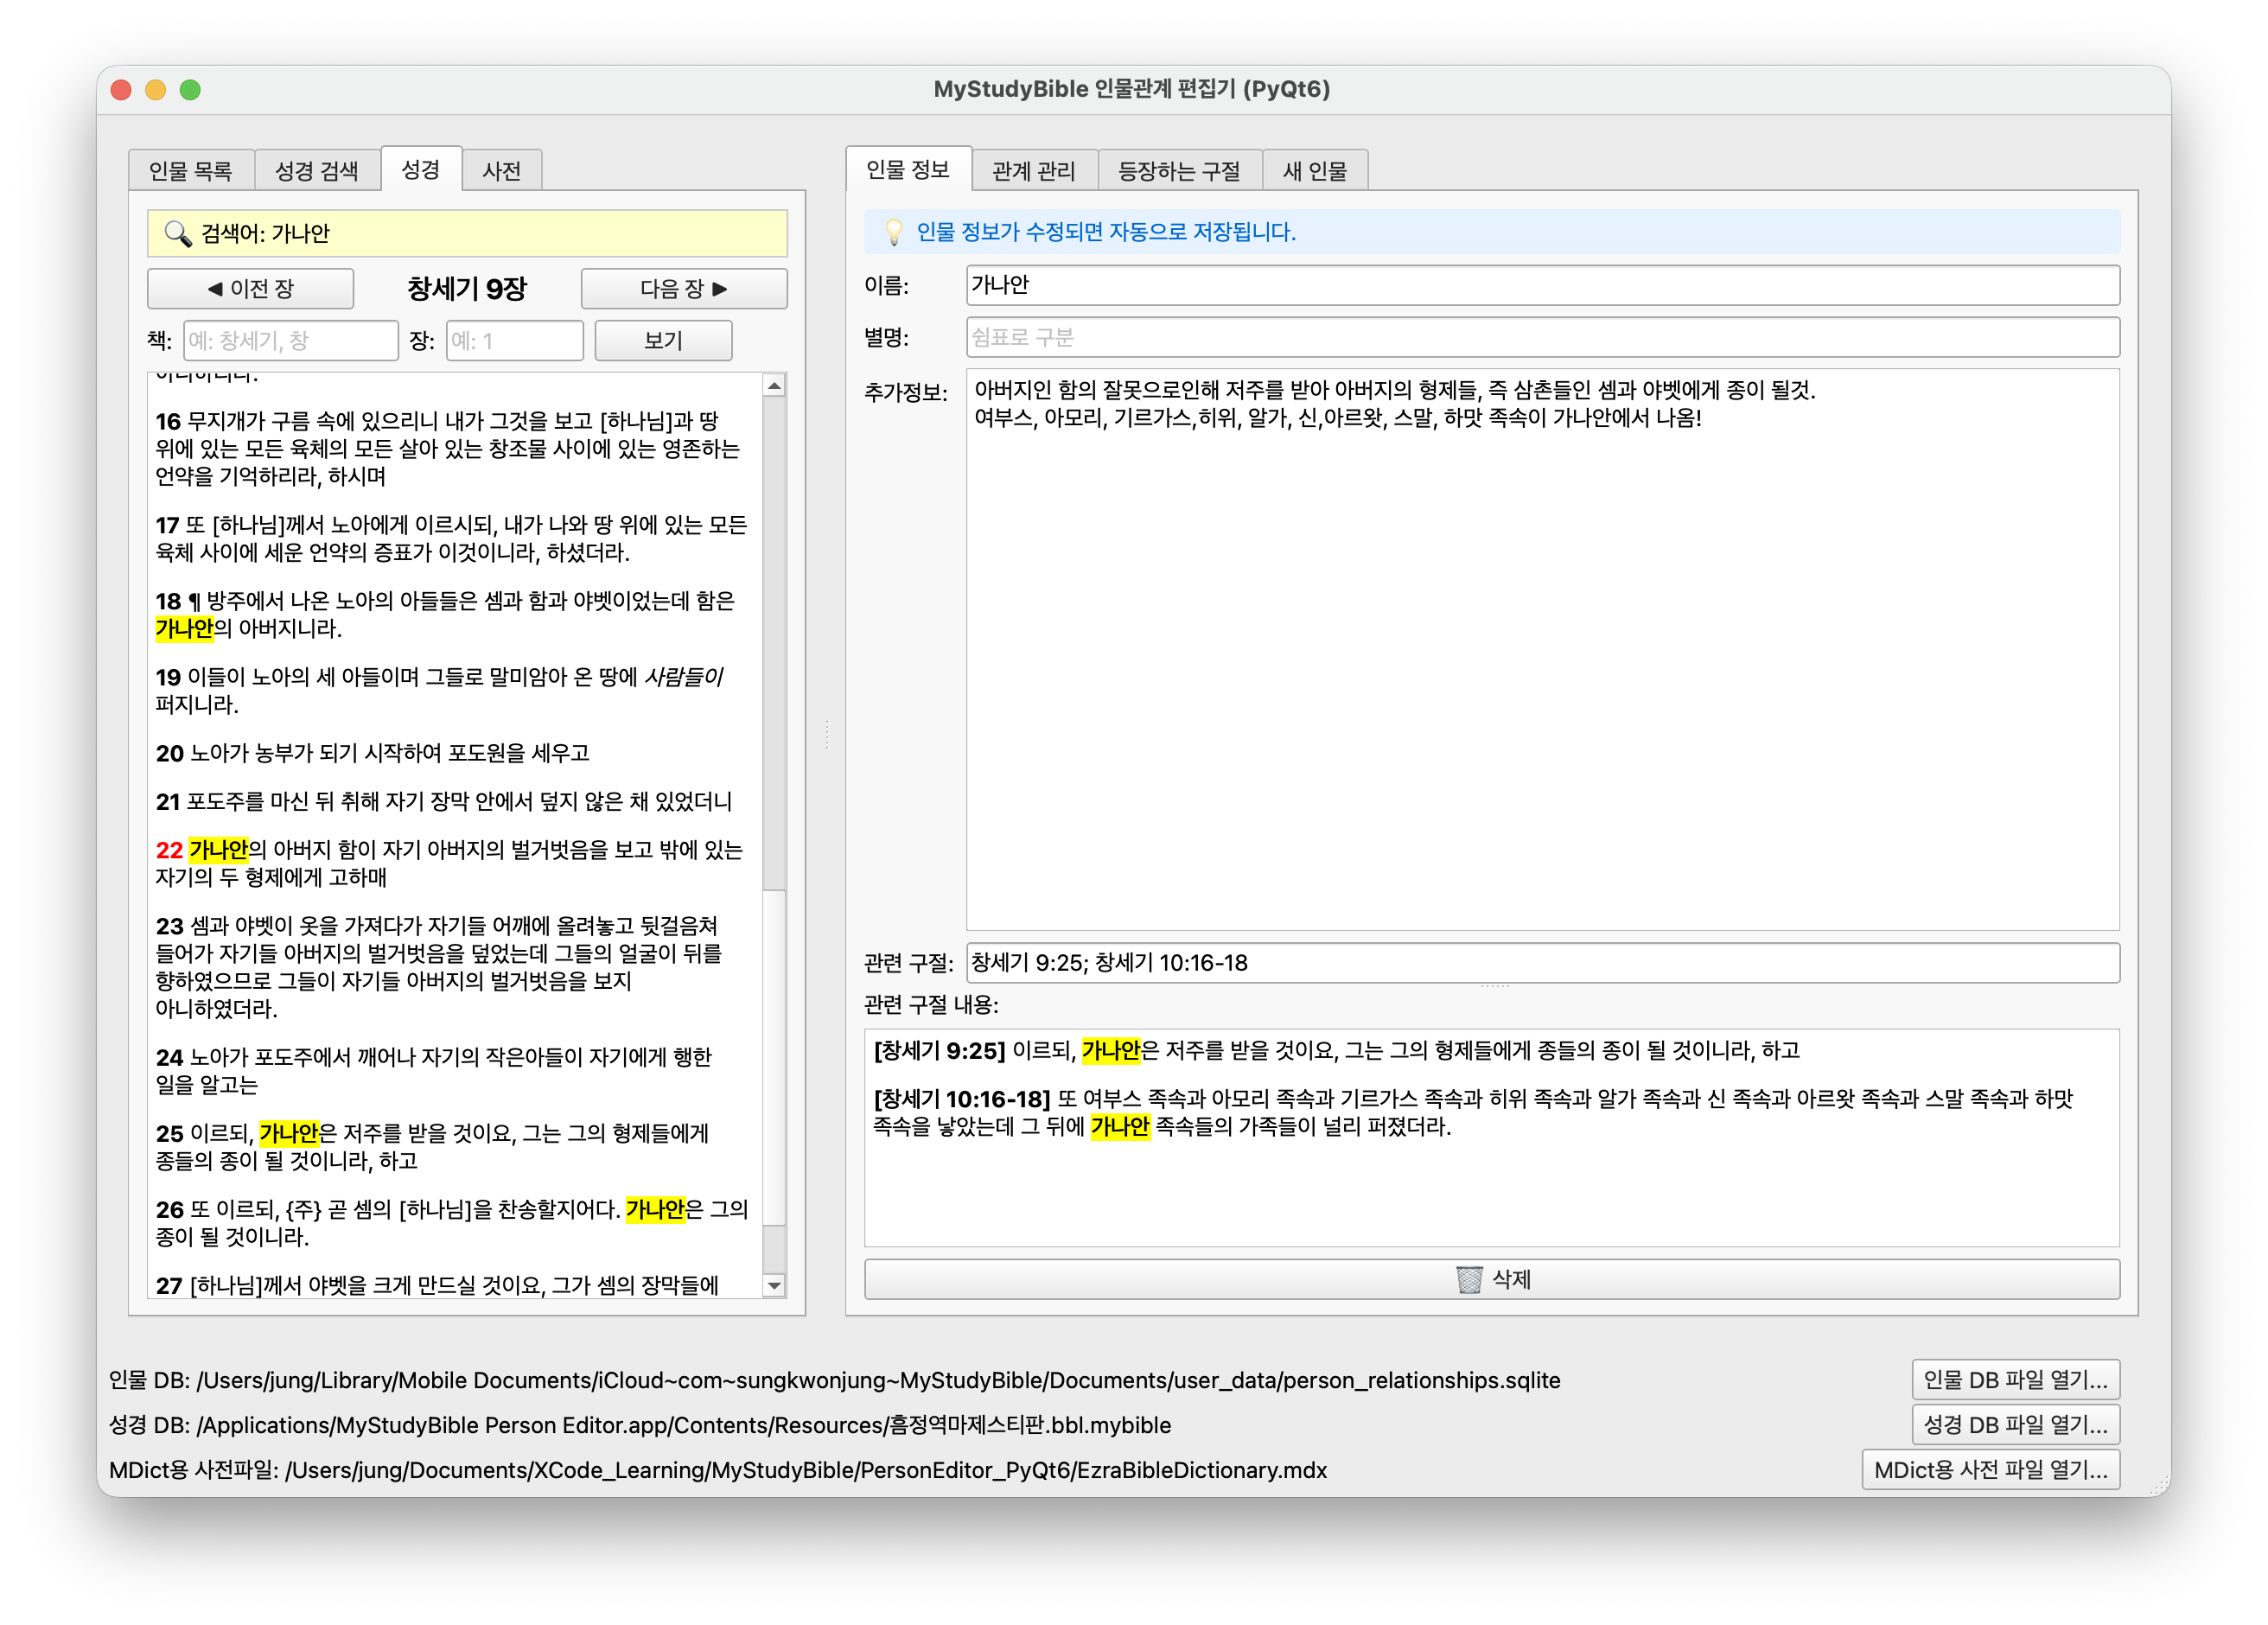 MyStudyBible 인물관계 편집기 (PyQt6)
인물 목록
성경 검색
성경
사전
검색어: 가나안
◀ 이전 장
창세기 9장
다음 장 ▶
책:
예: 창세기, 창
장:
예: 1
보기
아니하리라.
16 무지개가 구름 속에 있으리니 내가 그것을 보고 [하나님]과 땅
위에 있는 모든 육체의 모든 살아 있는 창조물 사이에 있는 영존하는
언약을 기억하리라, 하시며
17 또 [하나님]께서 노아에게 이르시되, 내가 나와 땅 위에 있는 모든
육체 사이에 세운 언약의 증표가 이것이니라, 하셨더라.
18 ¶ 방주에서 나온 노아의 아들들은 셈과 함과 야벳이었는데 함은
가나안의 아버지니라.
19 이들이 노아의 세 아들이며 그들로 말미암아 온 땅에 사람들이
퍼지니라.
20 노아가 농부가 되기 시작하여 포도원을 세우고
21 포도주를 마신 뒤 취해 자기 장막 안에서 덮지 않은 채 있었더니
22 가나안의 아버지 함이 자기 아버지의 벌거벗음을 보고 밖에 있는
자기의 두 형제에게 고하매
23 셈과 야벳이 옷을 가져다가 자기들 어깨에 올려놓고 뒷걸음쳐
들어가 자기들 아버지의 벌거벗음을 덮었는데 그들의 얼굴이 뒤를
향하였으므로 그들이 자기들 아버지의 벌거벗음을 보지
아니하였더라.
24 노아가 포도주에서 깨어나 자기의 작은아들이 자기에게 행한
일을 알고는
25 이르되, 가나안은 저주를 받을 것이요, 그는 그의 형제들에게
종들의 종이 될 것이니라, 하고
26 또 이르되, {주} 곧 셈의 [하나님]을 찬송할지어다. 가나안은 그의
종이 될 것이니라.
27 [하나님]께서 야벳을 크게 만드실 것이요, 그가 셈의 장막들에
인물 정보
관계 관리
등장하는 구절
새 인물
인물 정보가 수정되면 자동으로 저장됩니다.
이름:
가나안
별명:
쉼표로 구분
추가정보:
아버지인 함의 잘못으로인해 저주를 받아 아버지의 형제들, 즉 삼촌들인 셈과 야벳에게 종이 될것.
여부스, 아모리, 기르가스,히위, 알가, 신,아르왓, 스말, 하맛 족속이 가나안에서 나옴!
관련 구절:
창세기 9:25; 창세기 10:16-18
관련 구절 내용:
[창세기 9:25] 이르되, 가나안은 저주를 받을 것이요, 그는 그의 형제들에게 종들의 종이 될 것이니라, 하고
[창세기 10:16-18] 또 여부스 족속과 아모리 족속과 기르가스 족속과 히위 족속과 알가 족속과 신 족속과 아르왓 족속과 스말 족속과 하맛
족속을 낳았는데 그 뒤에 가나안 족속들의 가족들이 널리 퍼졌더라.
삭제
인물 DB: /Users/jung/Library/Mobile Documents/iCloud~com~sungkwonjung~MyStudyBible/Documents/user_data/person_relationships.sqlite
인물 DB 파일 열기...
성경 DB: /Applications/MyStudyBible Person Editor.app/Contents/Resources/흠정역마제스티판.bbl.mybible
성경 DB 파일 열기...
MDict용 사전파일: /Users/jung/Documents/XCode_Learning/MyStudyBible/PersonEditor_PyQt6/EzraBibleDictionary.mdx
MDict용 사전 파일 열기...